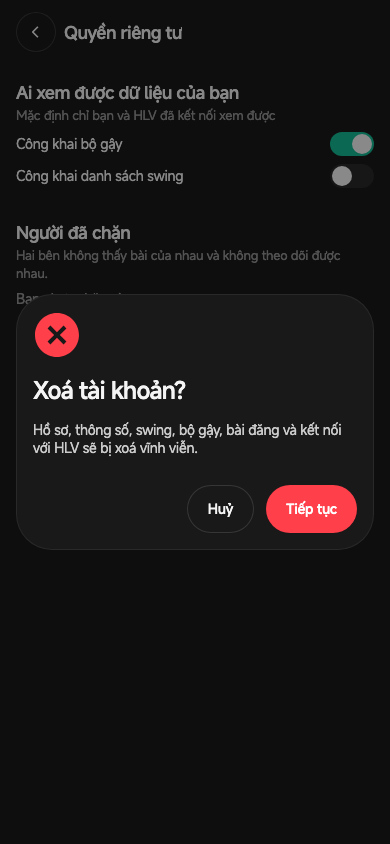 Quyền riêng tư
Ai xem được dữ liệu của bạn
Mặc định chỉ bạn và HLV đã kết nối xem được
Công khai bộ gậy
Công khai danh sách swing
Người đã chặn
Hai bên không thấy bài của nhau và không theo dõi được
nhau.
Xoá tài khoản?
Hồ sơ, thông số, swing, bộ gậy, bài đăng và kết nối
với HLV sẽ bị xoá vĩnh viễn.
Huỷ
Tiếp tục